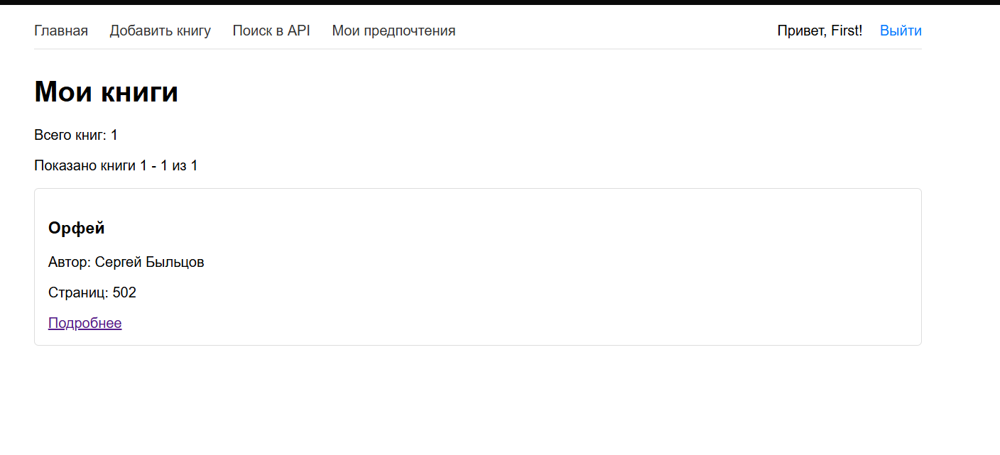 Главная Добавить книгу Поиск в API Мои предпочтения Привет, First! Выйти
Мои книги
Всего книг: 1
Показано книги 1 - 1 из 1
Орфей
Автор: Сергей Быльцов
Страниц: 502
Подробнее